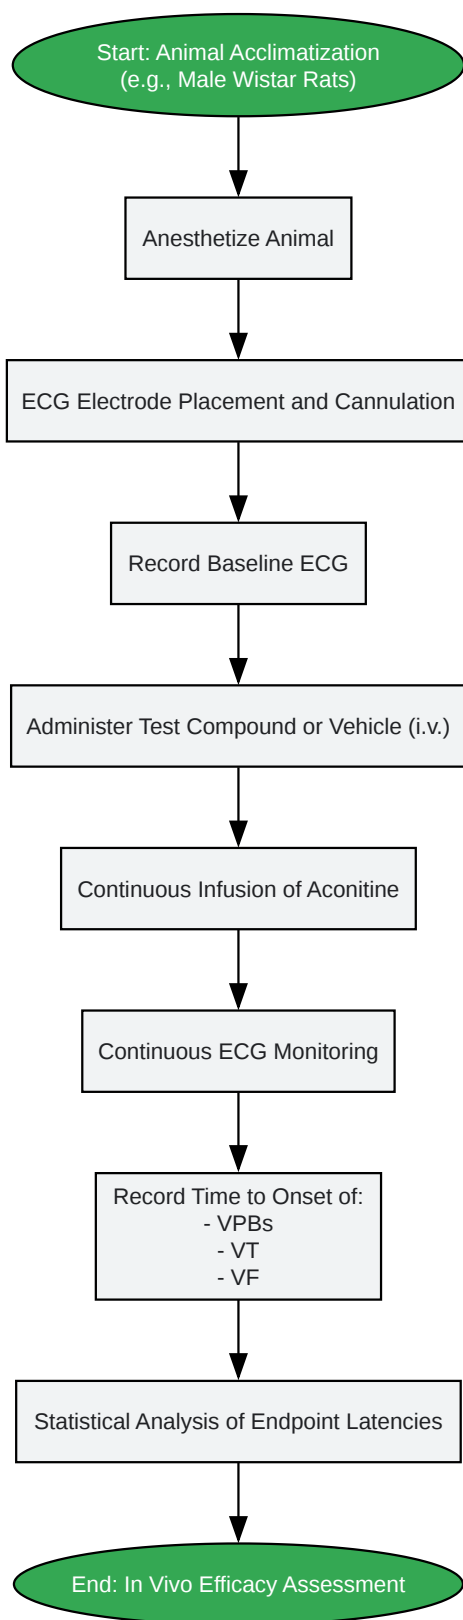 Start: Animal Acclimatization
(e.g., Male Wistar Rats)
Anesthetize Animal
ECG Electrode Placement and Cannulation
Record Baseline ECG
Administer Test Compound or Vehicle (i.v.)
Continuous Infusion of Aconitine
Continuous ECG Monitoring
Record Time to Onset of:
- VPBs
- VT
- VF
Statistical Analysis of Endpoint Latencies
End: In Vivo Efficacy Assessment